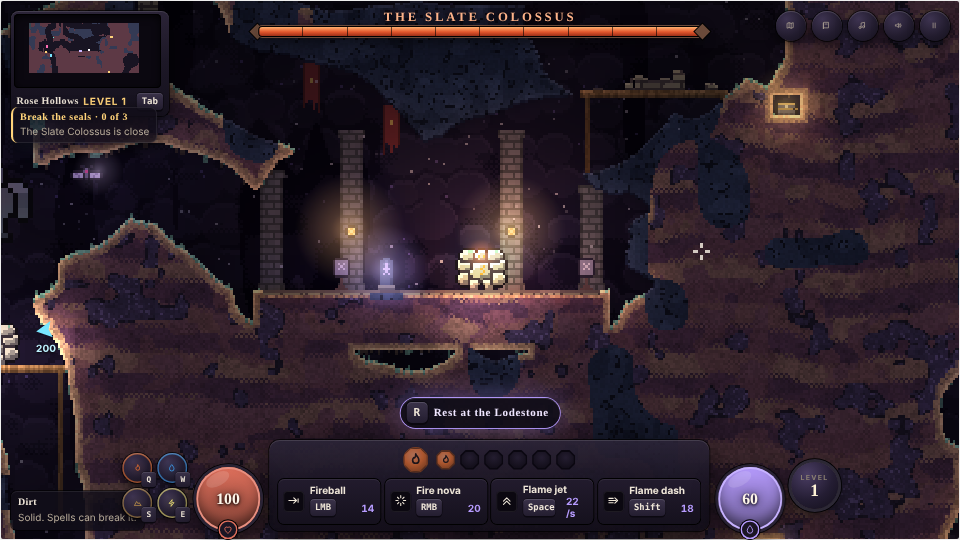 THE SLATE COLOSSUS
Rose Hollows LEVEL 1 Tab
Break the seals · 0 of 3
The Slate Colossus is close
200
R Rest at the Lodestone
Q W
S E
Dirt
Solid. Spells can break it.
100
Fireball
LMB 14
Fire nova
RMB 20
Flame jet
Space 22 /s
Flame dash
Shift 18
60
LEVEL
1